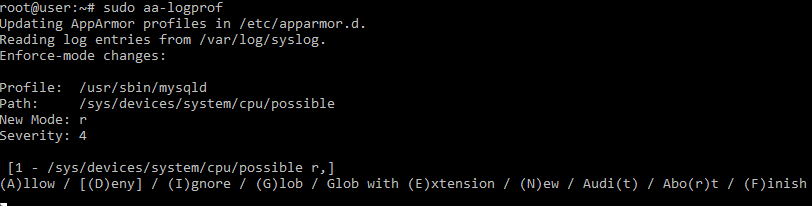 root@user:~# sudo aa-logprof
Updating AppArmor profiles in /etc/apparmor.d.
Reading log entries from /var/log/syslog.
Enforce-mode changes:
Profile:  /usr/sbin/mysqld
Path:     /sys/devices/system/cpu/possible
New Mode: r
Severity: 4
[1 - /sys/devices/system/cpu/possible r,]
(A)llow / [(D)eny] / (I)gnore / (G)lob / Glob with (E)xtension / (N)ew / Audi(t) / Abo(r)t / (F)inish